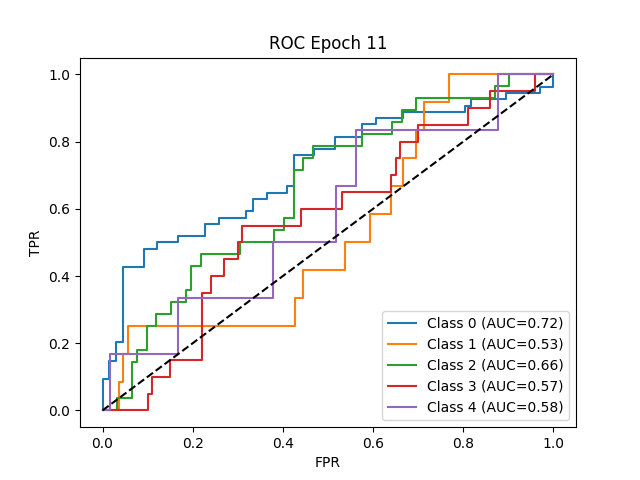 ROC Epoch 11
TPR
1.0
0.8
0.6
0.4
0.2
0.0
Class 0 (AUC=0.72)
Class 1 (AUC=0.53)
Class 2 (AUC=0.66)
Class 3 (AUC=0.57)
Class 4 (AUC=0.58)
0.0 0.2 0.4 0.6 0.8 1.0
FPR